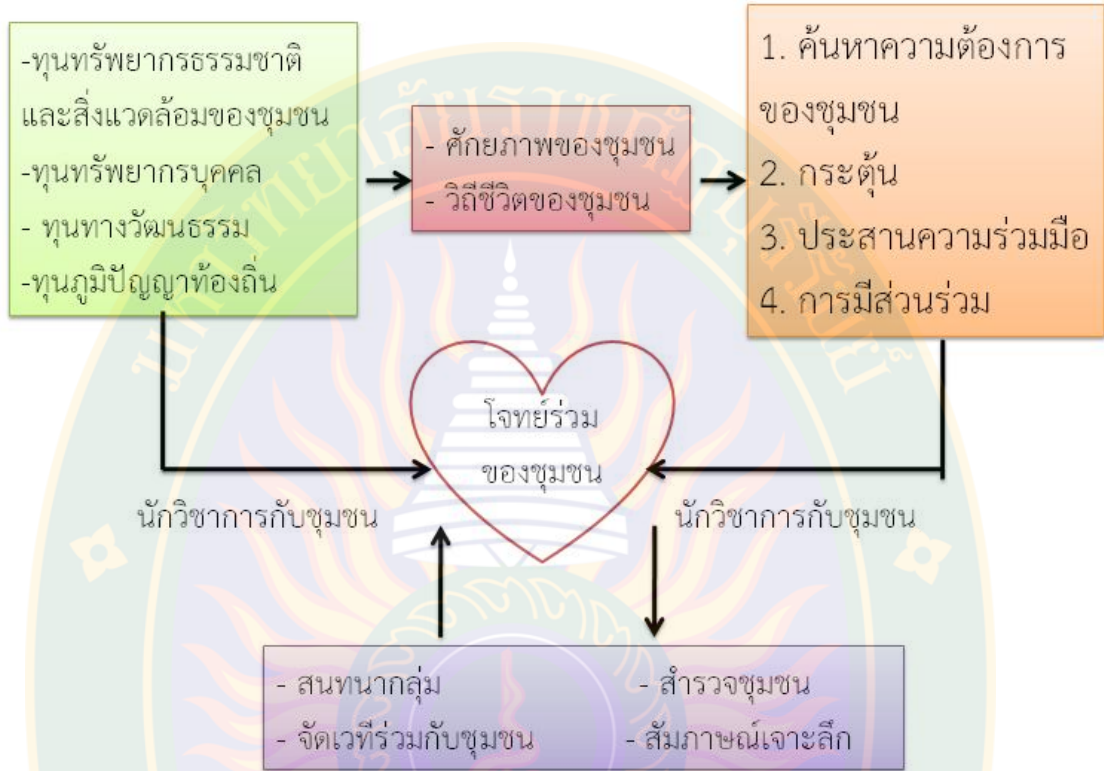 -ทุนทรัพยากรธรรมชาติ
และสิ่งแวดล้อมของชุมชน
-ทุนทรัพยากรบุคคล
- ทุนทางวัฒนธรรม
-ทุนภูมิปัญญาท้องถิ่น
- ศักยภาพของชุมชน
- วิถีชีวิตของชุมชน
1. ค้นหาความต้องการ
ของชุมชน
2. กระตุ้น
3. ประสานความร่วมมือ
4. การมีส่วนร่วม
โจทย์ร่วม
ของชุมชน
นักวิชาการกับชุมชน
นักวิชาการกับชุมชน
- สนทนากลุ่ม
- จัดเวทีร่วมกับชุมชน
- สำรวจชุมชน
- สัมภาษณ์เจาะลึก